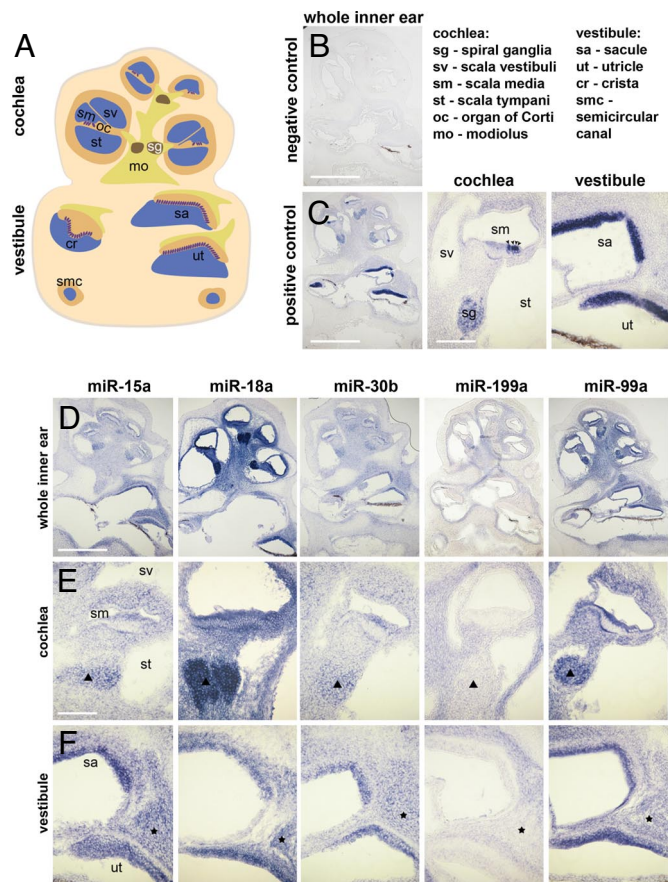 A
cochlea
vestibule
sm
sv
oc
st
sg
mo
sa
cr
ut
smc
whole inner ear
B
negative control
cochlea:
sg - spiral ganglia
sv - scala vestibuli
sm - scala media
st - scala tympani
oc - organ of Corti
mo - modiolus
vestibule:
sa - sacule
ut - utricle
cr - crista
smc -
semicircular
canal
C
positive control
cochlea
vestibule
sm
sv
st
sg
sa
ut
miR-15a
miR-18a
miR-30b
miR-199a
miR-99a
D
whole inner ear
E
cochlea
sv
sm
st
F
vestibule
sa
ut